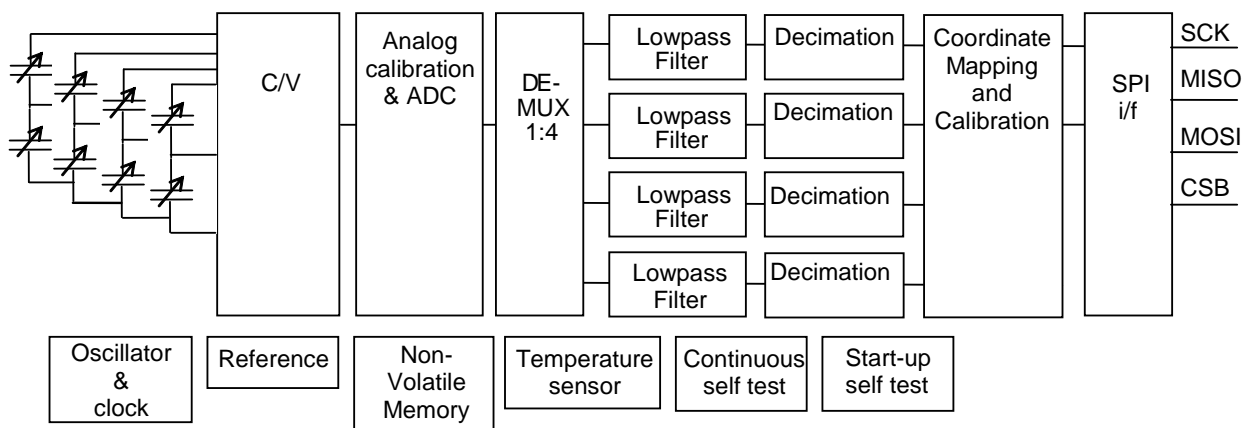 C/V
Analog
calibration
& ADC
DE-
MUX
1:4
Lowpass
Filter
Decimation
Lowpass
Filter
Decimation
Lowpass
Filter
Decimation
Lowpass
Filter
Decimation
Coordinate
Mapping
and
Calibration
SPI
i/f
SCK
MISO
MOSI
CSB
Oscillator
&
clock
Reference
Non-
Volatile
Memory
Temperature
sensor
Continuous
self test
Start-up
self test